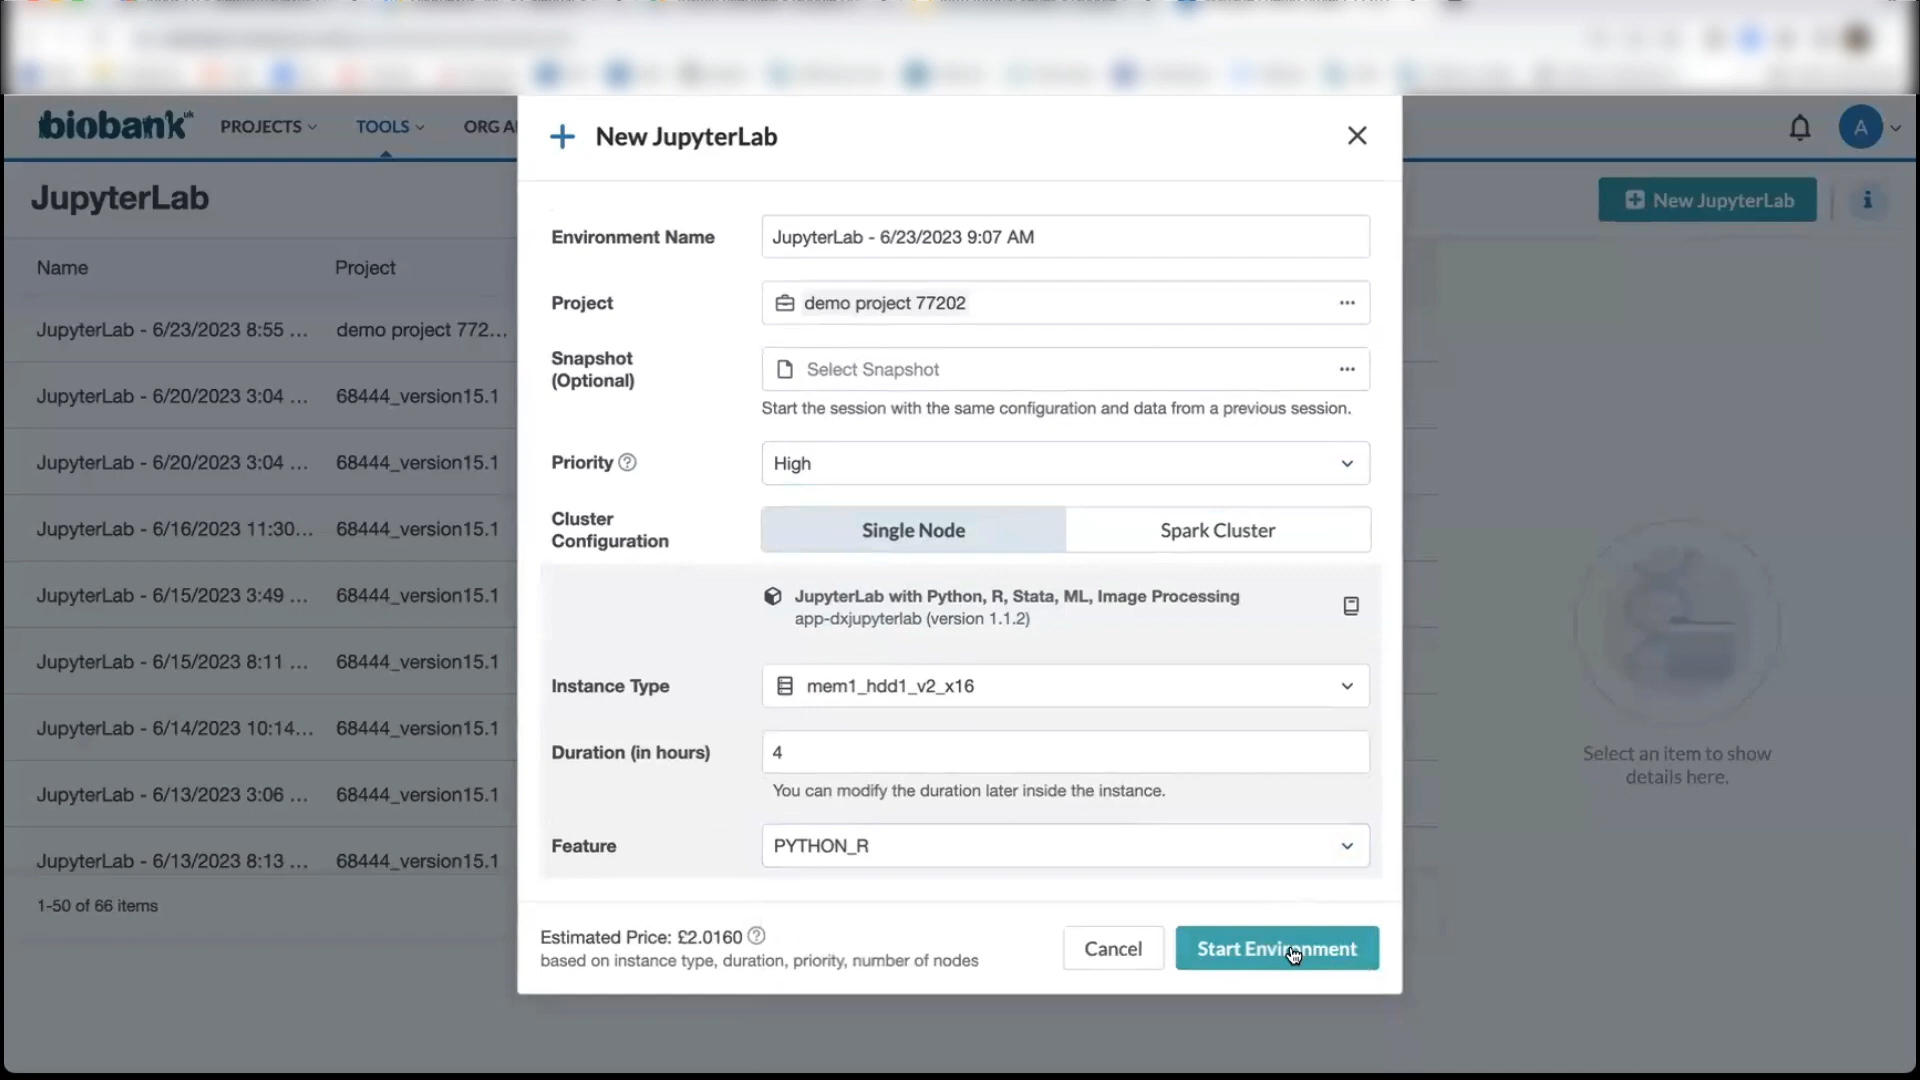 biobank uk
PROJECTS
TOOLS
ORG A
A
JupyterLab
New JupyterLab
i
Name
Project
JupyterLab - 6/23/2023 8:55 ...
demo project 772...
JupyterLab - 6/20/2023 3:04 ...
68444_version15.1
JupyterLab - 6/20/2023 3:04 ...
68444_version15.1
JupyterLab - 6/16/2023 11:30...
68444_version15.1
JupyterLab - 6/15/2023 3:49 ...
68444_version15.1
JupyterLab - 6/15/2023 8:11 ...
68444_version15.1
JupyterLab - 6/14/2023 10:14...
68444_version15.1
JupyterLab - 6/13/2023 3:06 ...
68444_version15.1
JupyterLab - 6/13/2023 8:13 ...
68444_version15.1
1-50 of 66 items
New JupyterLab
Environment Name
JupyterLab - 6/23/2023 9:07 AM
Project
demo project 77202
...
Snapshot
(Optional)
Select Snapshot
...
Start the session with the same configuration and data from a previous session.
Priority ?
High
Cluster
Configuration
Single Node
Spark Cluster
JupyterLab with Python, R, Stata, ML, Image Processing
app-dxjupyterlab (version 1.1.2)
Instance Type
mem1_hdd1_v2_x16
Duration (in hours)
4
You can modify the duration later inside the instance.
Feature
PYTHON_R
Estimated Price: £2.0160 ?
based on instance type, duration, priority, number of nodes
Cancel
Start Environment
Select an item to show
details here.